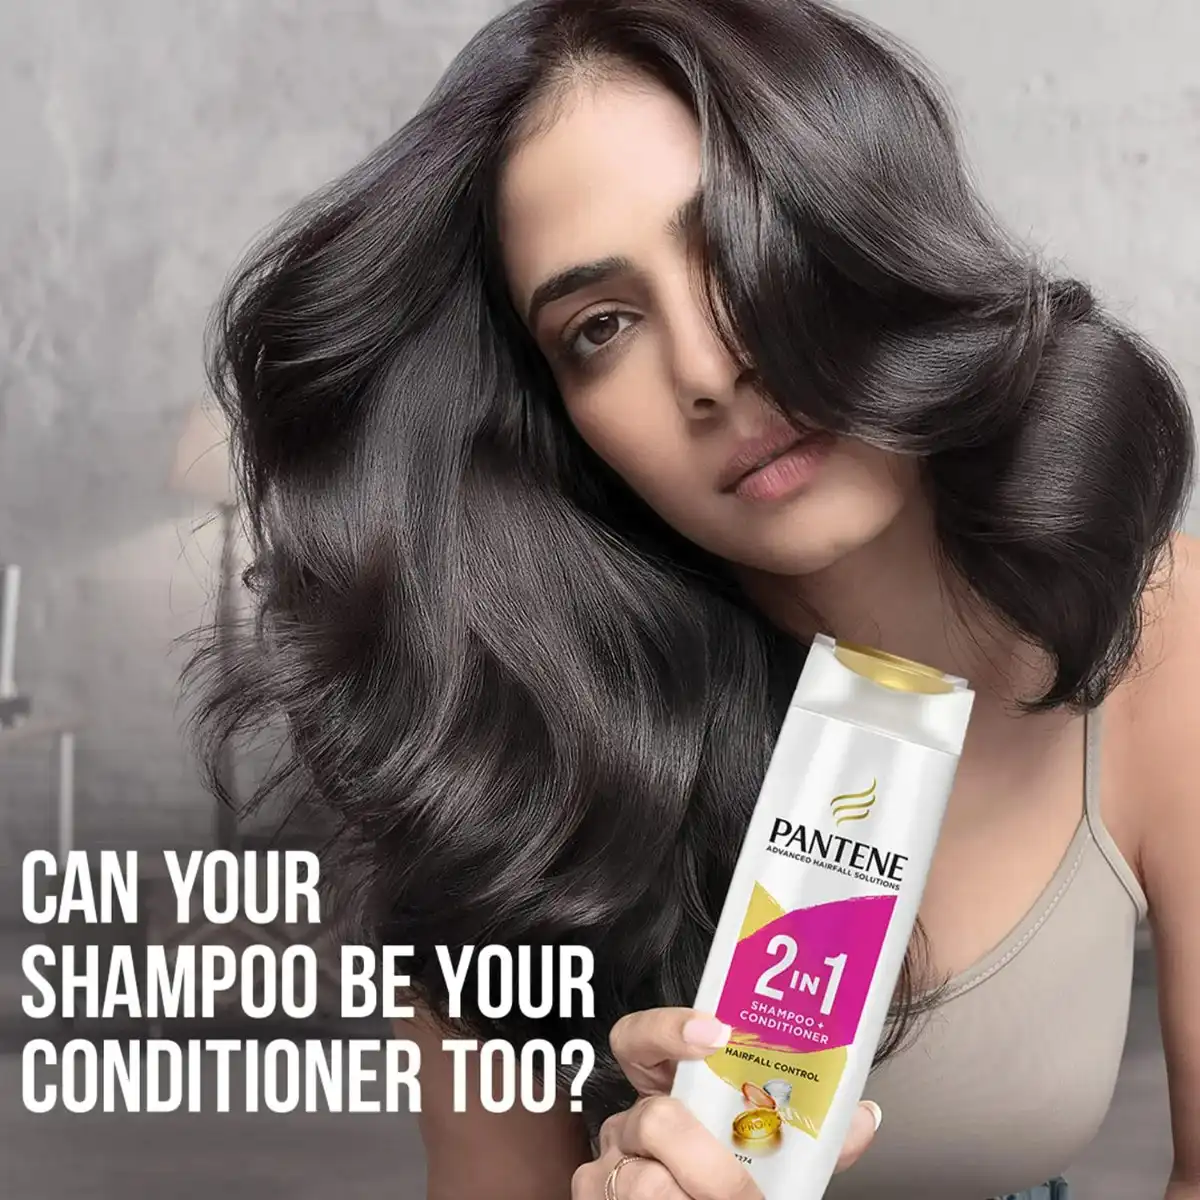 CAN YOUR
SHAMPOO BE YOUR
CONDITIONER TOO?
PANTENE
ADVANCED HAIRFALL SOLUTIONS
2IN1
SHAMPOO +
CONDITIONER
HAIRFALL CONTROL